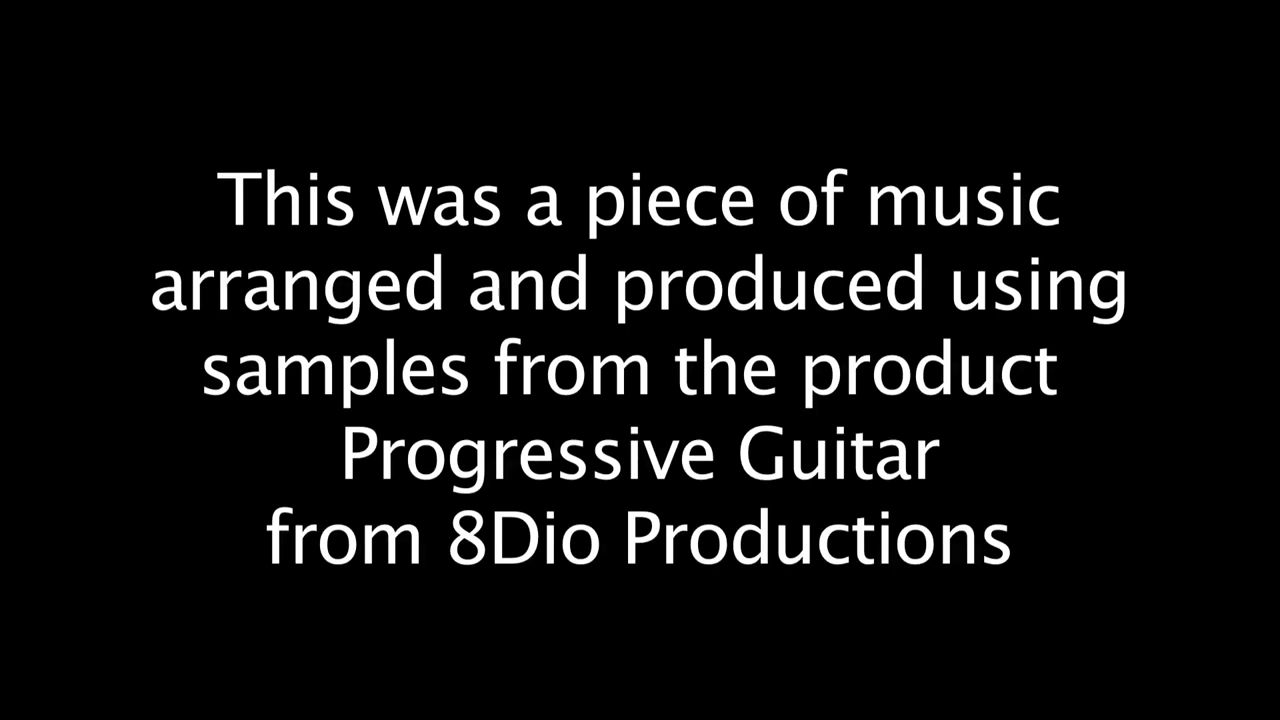 This was a piece of music
arranged and produced using
samples from the product
Progressive Guitar
from 8Dio Productions